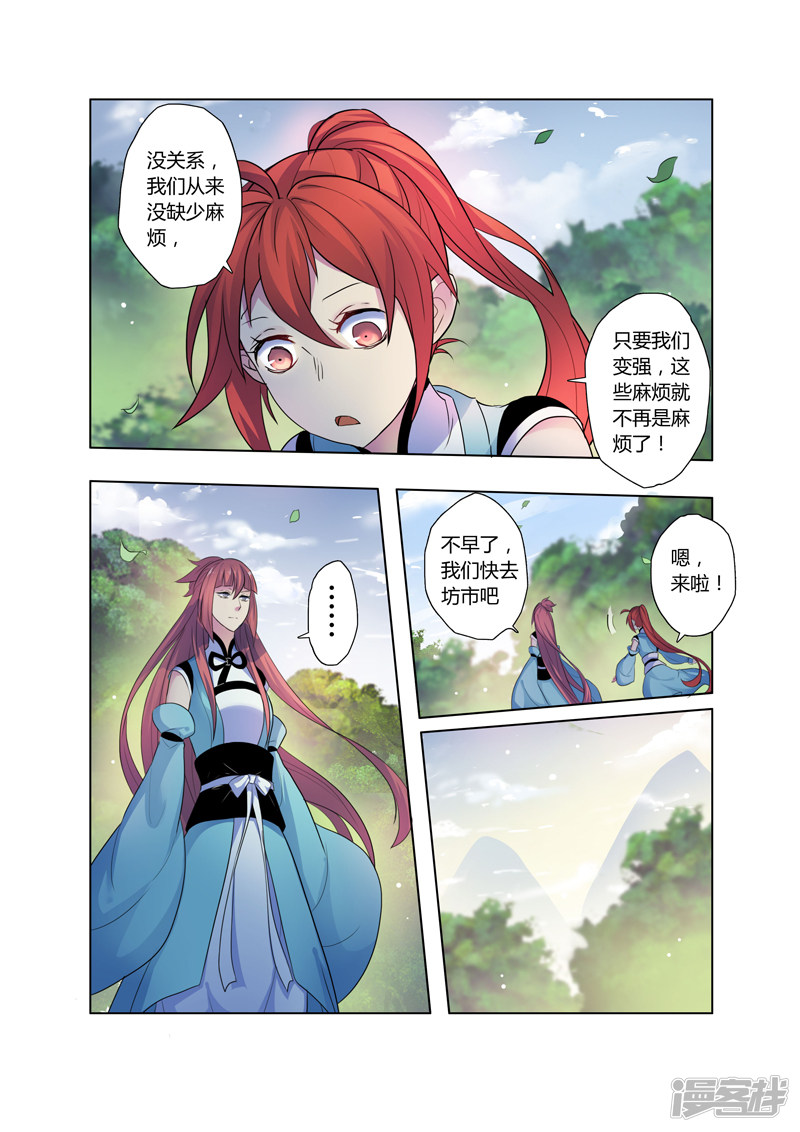 没关系，
我们从来
没缺少麻
烦，
只要我们
变强，这
些麻烦就
不再是麻
烦了！
……
不早了，
我们快去
坊市吧
嗯，
来啦！
漫客栈